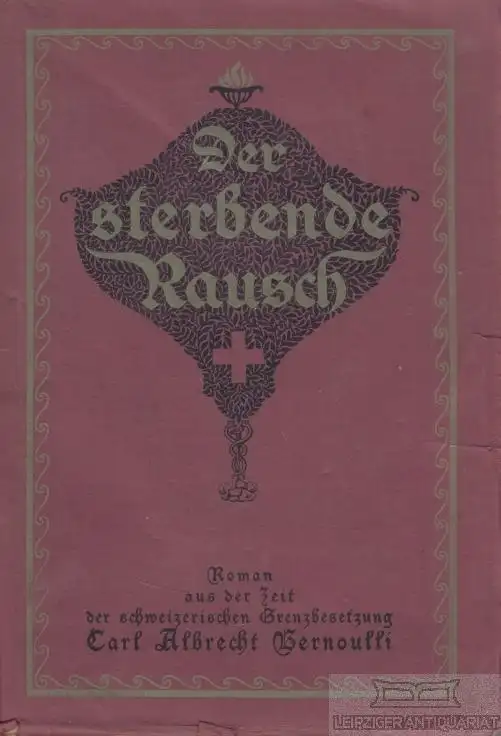 Der
sterbende
Rausch
Roman
aus der Zeit
der schweizerischen Grenzbesetzung
Carl Albrecht Bernoulli
LEIPZIGER ANTIQUARIAT